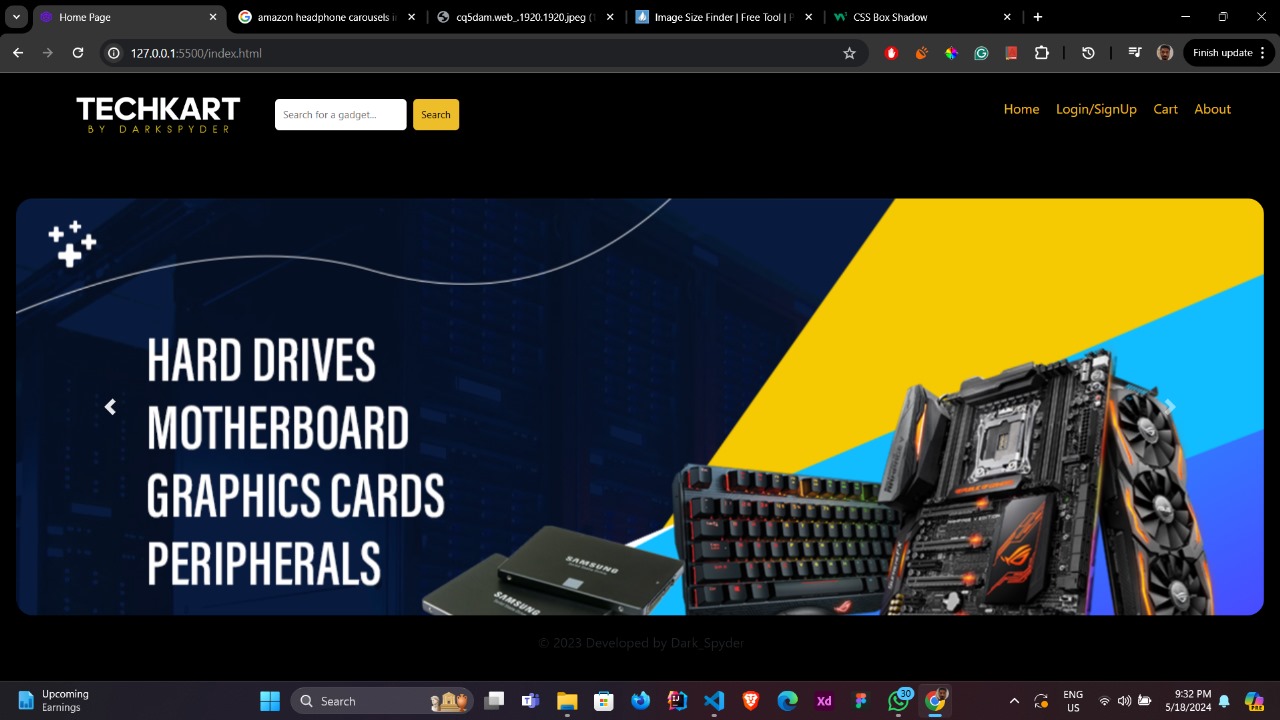 Home Page
amazon headphone carousels i
cq5dam.web_.1920.1920.jpeg (1
Image Size Finder | Free Tool | P
CSS Box Shadow
127.0.0.1:5500/index.html
Finish update
TECHKART
BY DARKSPYDER
Search for a gadget...
Search
Home
Login/SignUp
Cart
About
HARD DRIVES
MOTHERBOARD
GRAPHICS CARDS
PERIPHERALS
SAMSUNG
SAMSUNG
© 2023 Developed by Dark_Spyder
Upcoming
Earnings
Search
Xd
30
ENG
US
9:32 PM
5/18/2024
PRE